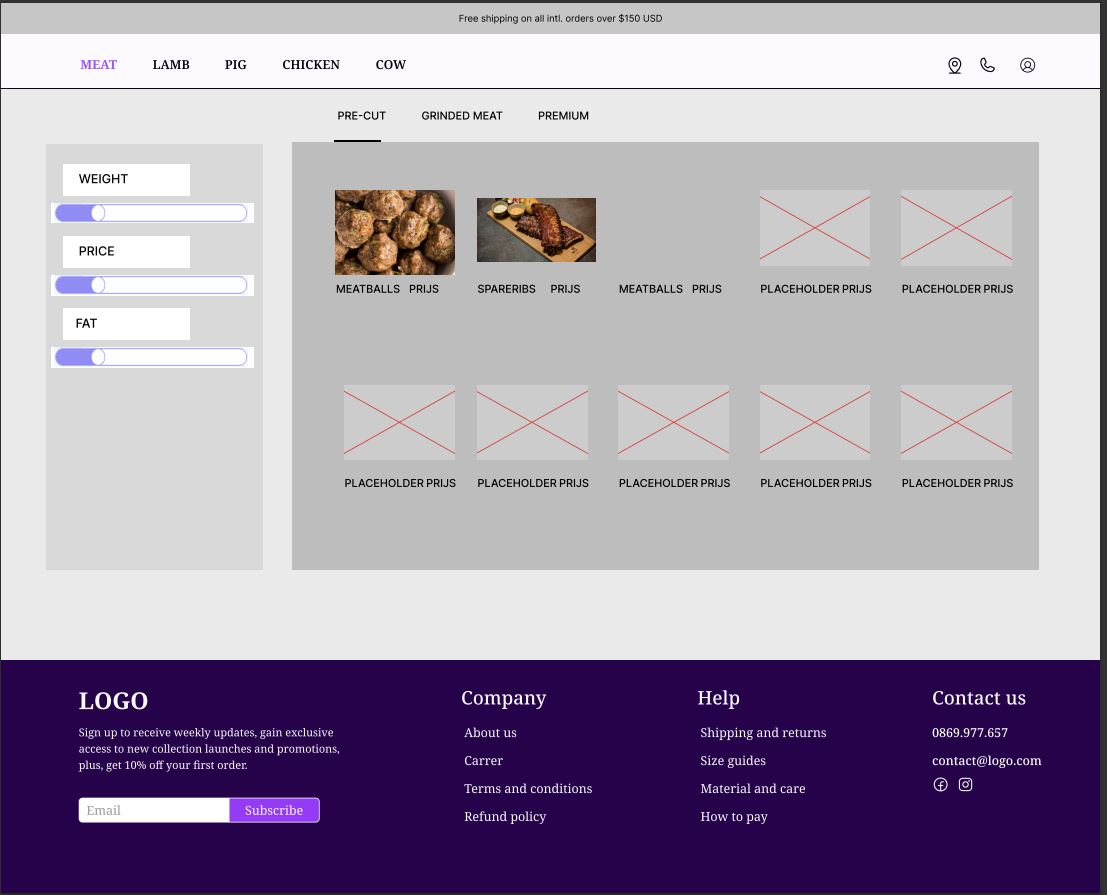 Free shipping on all intl. orders over $150 USD
MEAT LAMB PIG CHICKEN COW
PRE-CUT GRINDED MEAT PREMIUM
WEIGHT
PRICE
FAT
MEATBALLS PRIJS SPARERIBS PRIJS MEATBALLS PRIJS PLACEHOLDER PRIJS PLACEHOLDER PRIJS
PLACEHOLDER PRIJS PLACEHOLDER PRIJS PLACEHOLDER PRIJS PLACEHOLDER PRIJS PLACEHOLDER PRIJS
LOGO
Sign up to receive weekly updates, gain exclusive
access to new collection launches and promotions,
plus, get 10% off your first order.
Email Subscribe
Company
About us
Carrer
Terms and conditions
Refund policy
Help
Shipping and returns
Size guides
Material and care
How to pay
Contact us
0869.977.657
contact@logo.com